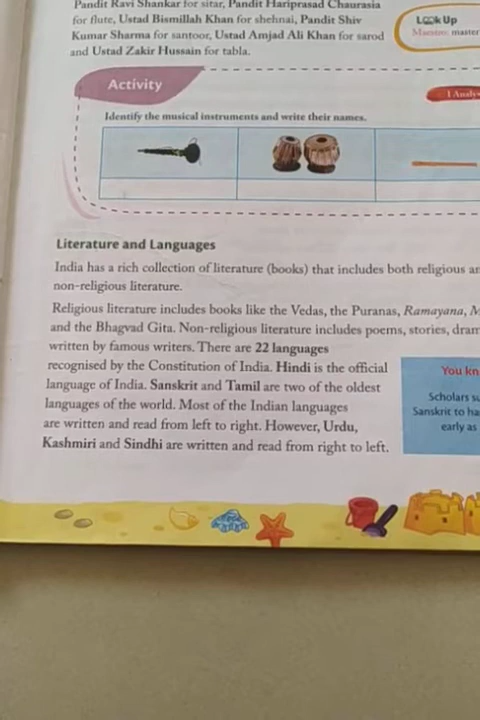 Pandit Ravi Shankar for sitar, Pandit Hariprasad Chaurasia
for flute, Ustad Bismillah Khan for shehnai, Pandit Shiv
Kumar Sharma for santoor, Ustad Amjad Ali Khan for sarod
and Ustad Zakir Hussain for tabla.
Look Up
Maestro: master
Activity
I Analy
Identify the musical instruments and write their names.
Literature and Languages
India has a rich collection of literature (books) that includes both religious an
non-religious literature.
Religious literature includes books like the Vedas, the Puranas, Ramayana, M
and the Bhagvad Gita. Non-religious literature includes poems, stories, dram
written by famous writers. There are 22 languages
recognised by the Constitution of India. Hindi is the official
language of India. Sanskrit and Tamil are two of the oldest
languages of the world. Most of the Indian languages
are written and read from left to right. However, Urdu,
Kashmiri and Sindhi are written and read from right to left.
You kn
Scholars su
Sanskrit to ha
early as